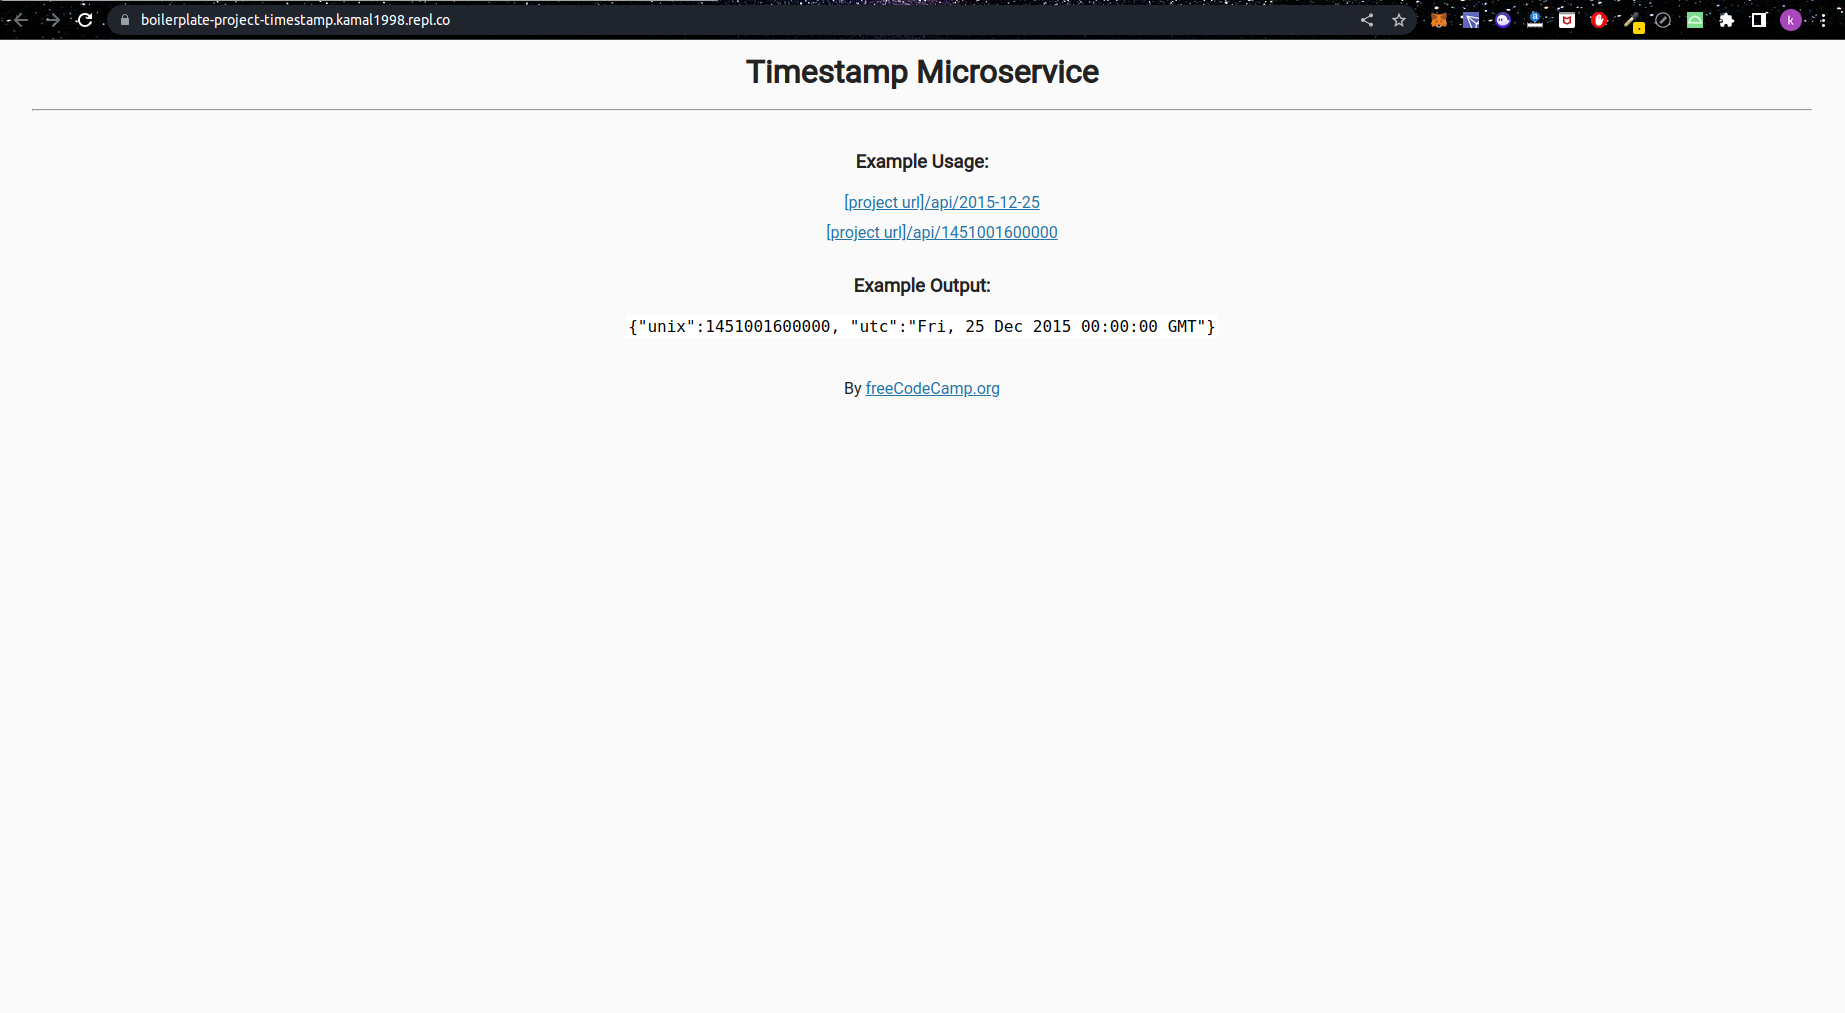 boilerplate-project-timestamp.kamal1998.repl.co
k
Timestamp Microservice
Example Usage:
[project url]/api/2015-12-25
[project url]/api/1451001600000
Example Output:
{"unix":1451001600000, "utc":"Fri, 25 Dec 2015 00:00:00 GMT"}
By freeCodeCamp.org